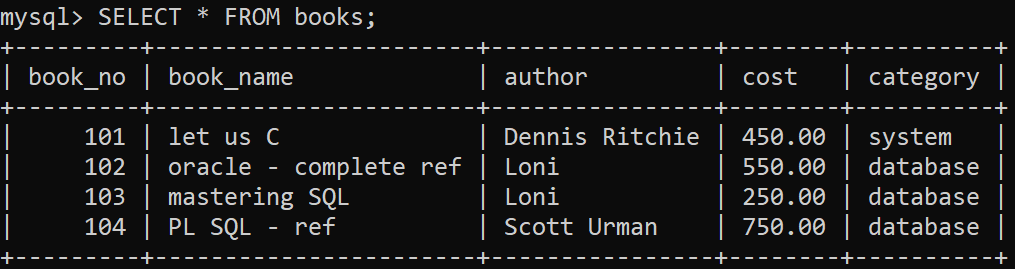 mysql> SELECT * FROM books;
+---------+----------------------+---------------+--------+----------+
| book_no | book_name            | author        | cost   | category |
+---------+----------------------+---------------+--------+----------+
|     101 | let us C             | Dennis Ritchie | 450.00 | system   |
|     102 | oracle - complete ref | Loni          | 550.00 | database |
|     103 | mastering SQL        | Loni          | 250.00 | database |
|     104 | PL SQL - ref         | Scott Urman   | 750.00 | database |
+---------+----------------------+---------------+--------+----------+